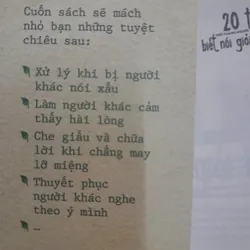 Cuốn sách sẽ mách
nhỏ bạn những tuyệt
chiêu sau:
Xử lý khi bị người
khác nói xấu
Làm người khác cảm
thấy hài lòng
Che giấu và chữa
lời khi chẳng may
lỡ miệng
Thuyết phục
người khác nghe
theo ý mình
…
20 t
biết nói giỏ